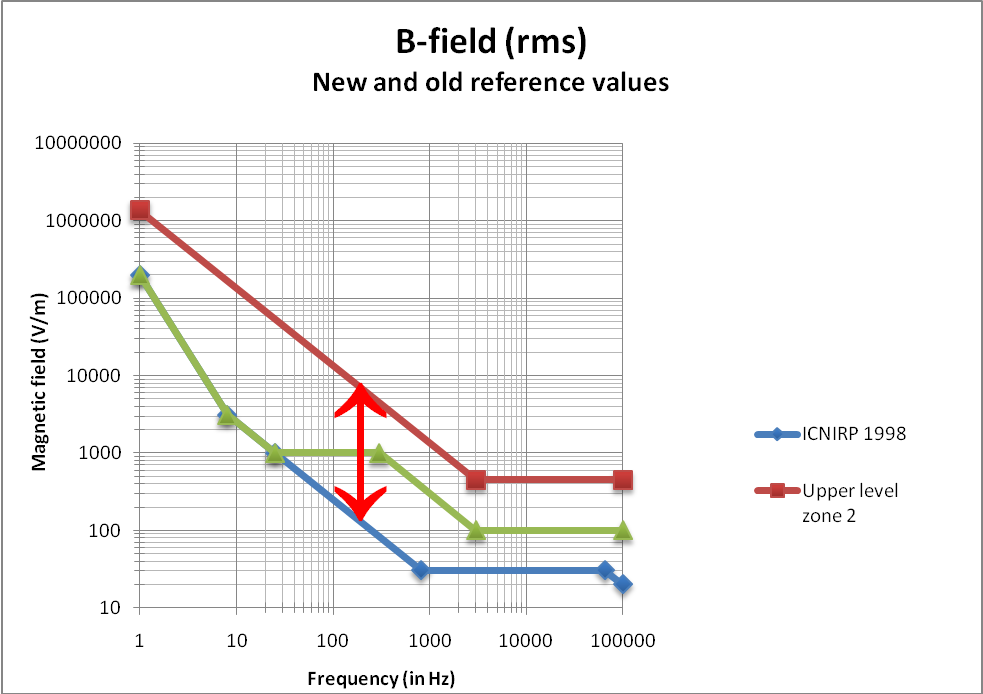 B-field (rms)
New and old reference values
Magnetic field (V/m)
10000000
1000000
100000
10000
1000
100
10
1 10 100 1000 10000 100000
Frequency (in Hz)
ICNIRP 1998
Upper level
zone 2